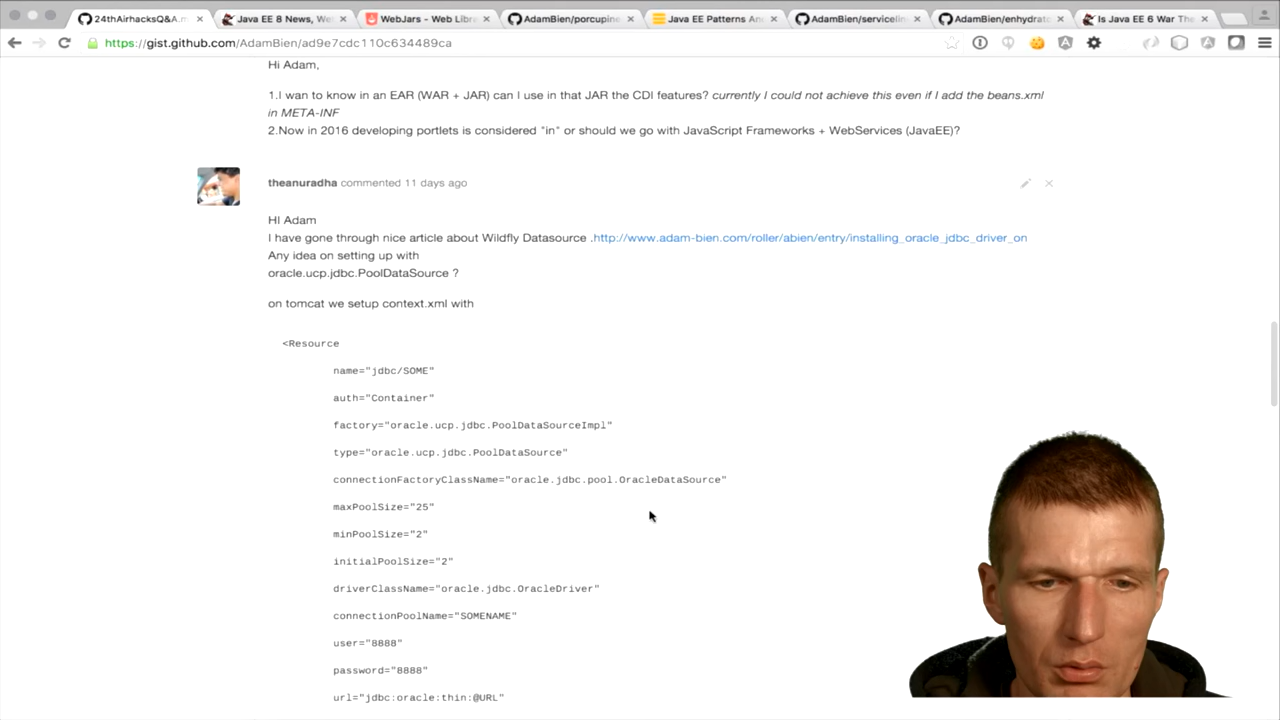 24thAirhacksQ&A.m
Java EE 8 News, We
WebJars – Web Libr
AdamBien/porcupine
Java EE Patterns An
AdamBien/servicelin
AdamBien/enhydrat
Is Java EE 6 War Th
https://gist.github.com/AdamBien/ad9e7cdc110c634489ca
Hi Adam,
1.I wan to know in an EAR (WAR + JAR) can I use in that JAR the CDI features? currently I could not achieve this even if I add the beans.xml
in META-INF
2.Now in 2016 developing portlets is considered "in" or should we go with JavaScript Frameworks + WebServices (JavaEE)?
theanuradha commented 11 days ago
HI Adam
I have gone through nice article about Wildfly Datasource .http://www.adam-bien.com/roller/abien/entry/installing_oracle_jdbc_driver_on
Any idea on setting up with
oracle.ucp.jdbc.PoolDataSource ?
on tomcat we setup context.xml with
<Resource
name="jdbc/SOME"
auth="Container"
factory="oracle.ucp.jdbc.PoolDataSourceImpl"
type="oracle.ucp.jdbc.PoolDataSource"
connectionFactoryClassName="oracle.jdbc.pool.OracleDataSource"
maxPoolSize="25"
minPoolSize="2"
initialPoolSize="2"
driverClassName="oracle.jdbc.OracleDriver"
connectionPoolName="SOMENAME"
user="8888"
password="8888"
url="jdbc:oracle:thin:@URL"